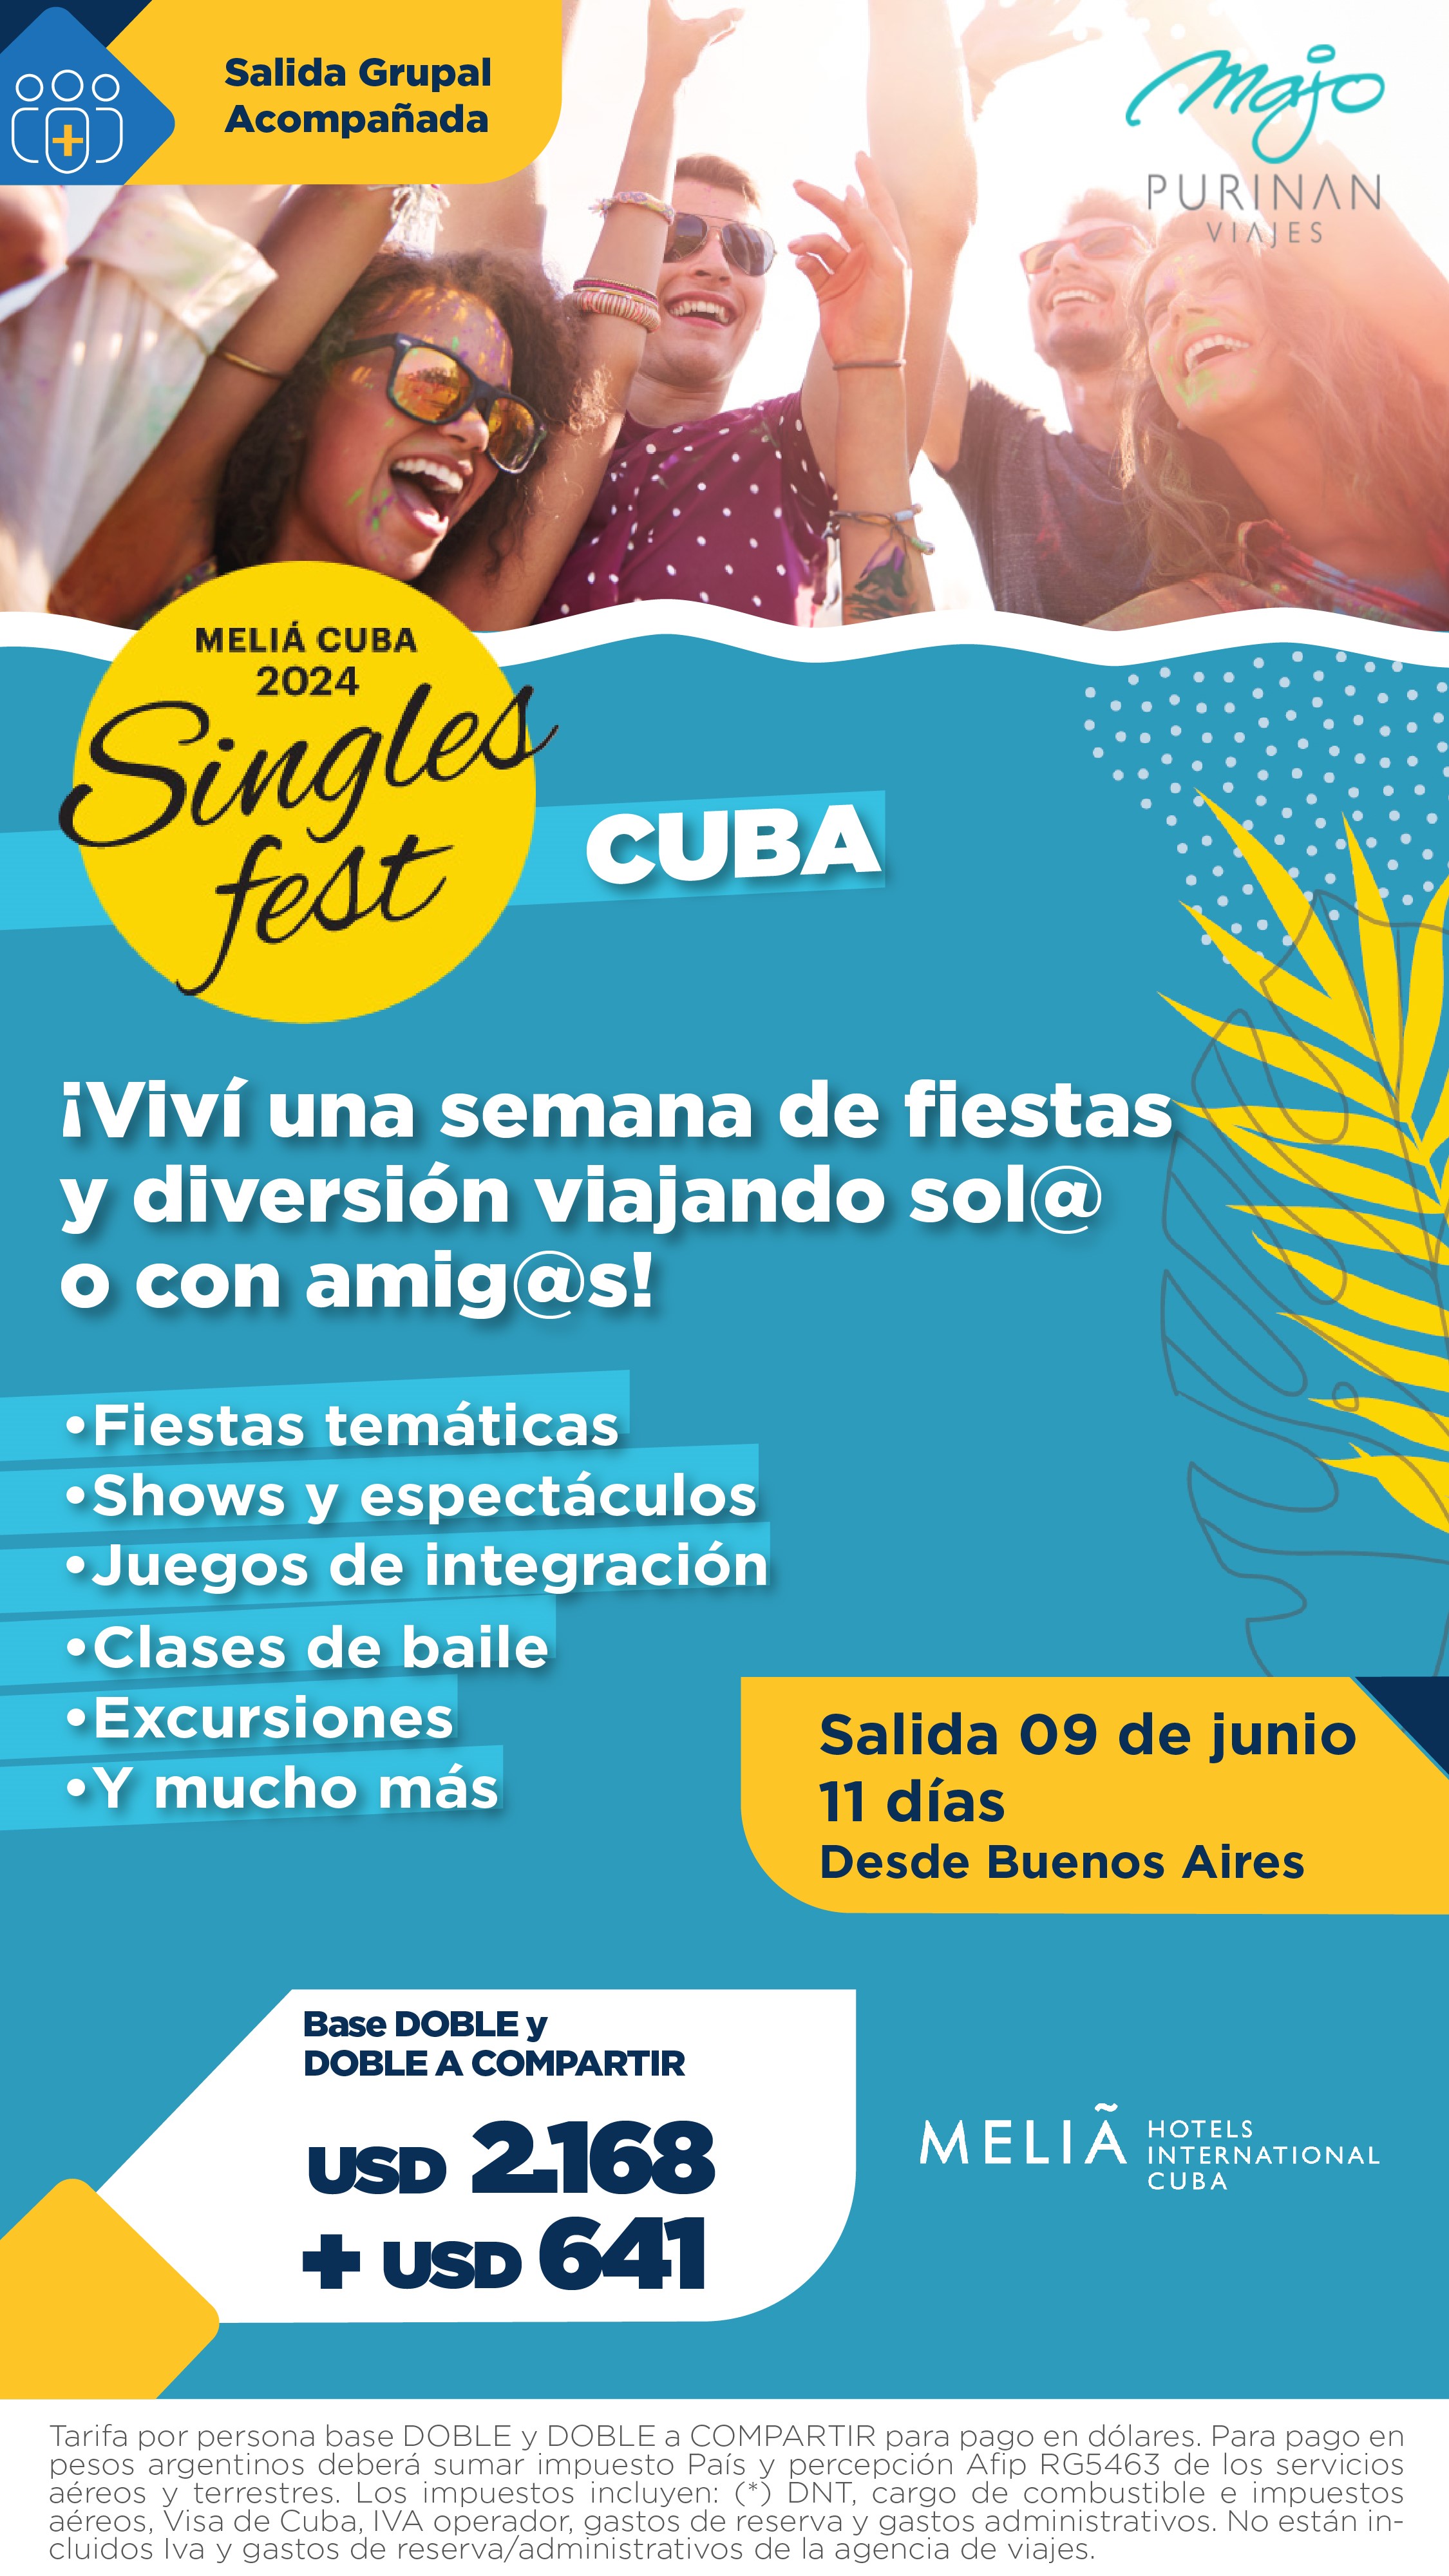 Salida Grupal
Acompañada
Majo
PURINAN
VIAJES
MELIÁ CUBA
2024
Singles
fest
CUBA
¡Viví una semana de fiestas
y diversión viajando sol@
o con amig@s!
•Fiestas temáticas
•Shows y espectáculos
•Juegos de integración
•Clases de baile
•Excursiones
•Y mucho más
Salida 09 de junio
11 días
Desde Buenos Aires
Base DOBLE y
DOBLE A COMPARTIR
USD 2.168
+ USD 641
MELIÃ HOTELS
INTERNATIONAL
CUBA
Tarifa por persona base DOBLE y DOBLE a COMPARTIR para pago en dólares. Para pago en
pesos argentinos deberá sumar impuesto País y percepción Afip RG5463 de los servicios
aéreos y terrestres. Los impuestos incluyen: (*) DNT, cargo de combustible e impuestos
aéreos, Visa de Cuba, IVA operador, gastos de reserva y gastos administrativos. No están in-
cluidos Iva y gastos de reserva/administrativos de la agencia de viajes.